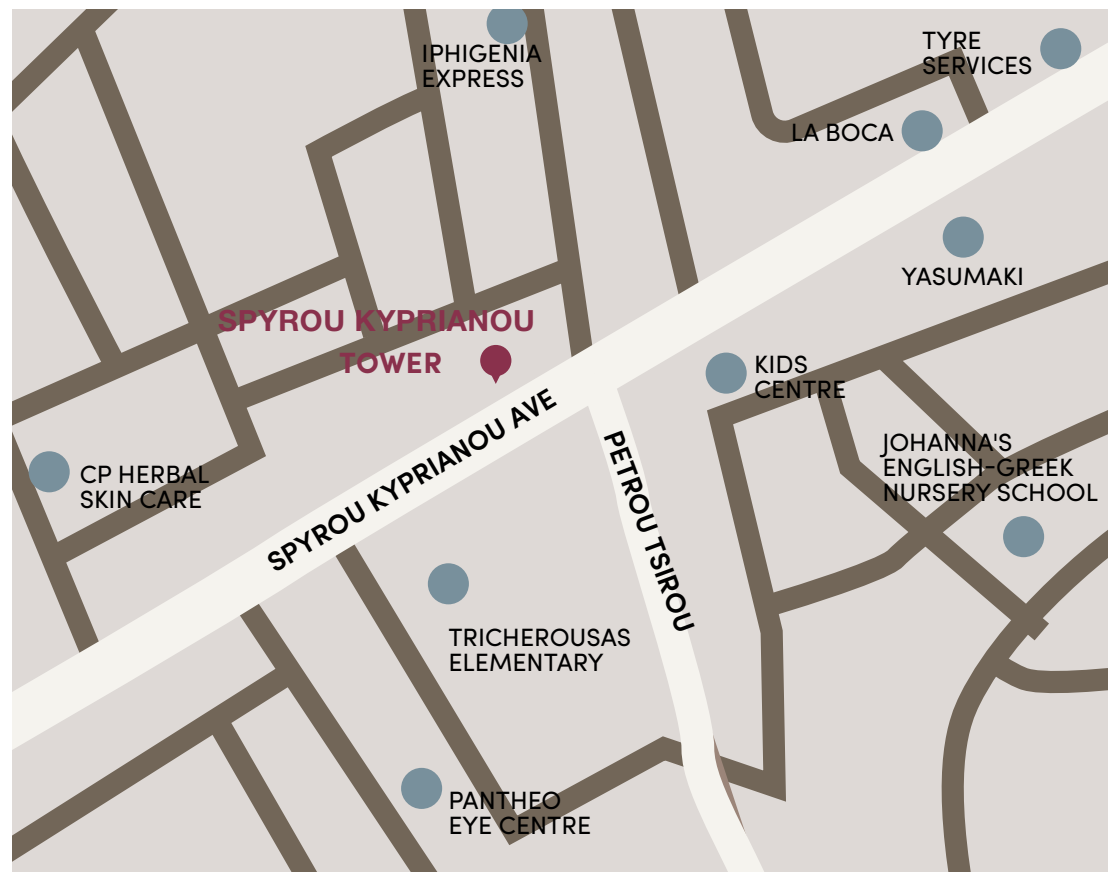 IPHIGENIA
EXPRESS
TYRE
SERVICES
LA BOCA
YASUMAKI
SPYROU KYPRIANOU
TOWER
KIDS
CENTRE
SPYROU KYPRIANOU AVE
PETROU TSIROU
JOHANNA'S
ENGLISH-GREEK
NURSERY SCHOOL
CP HERBAL
SKIN CARE
TRICHEROUSAS
ELEMENTARY
PANTHEO
EYE CENTRE